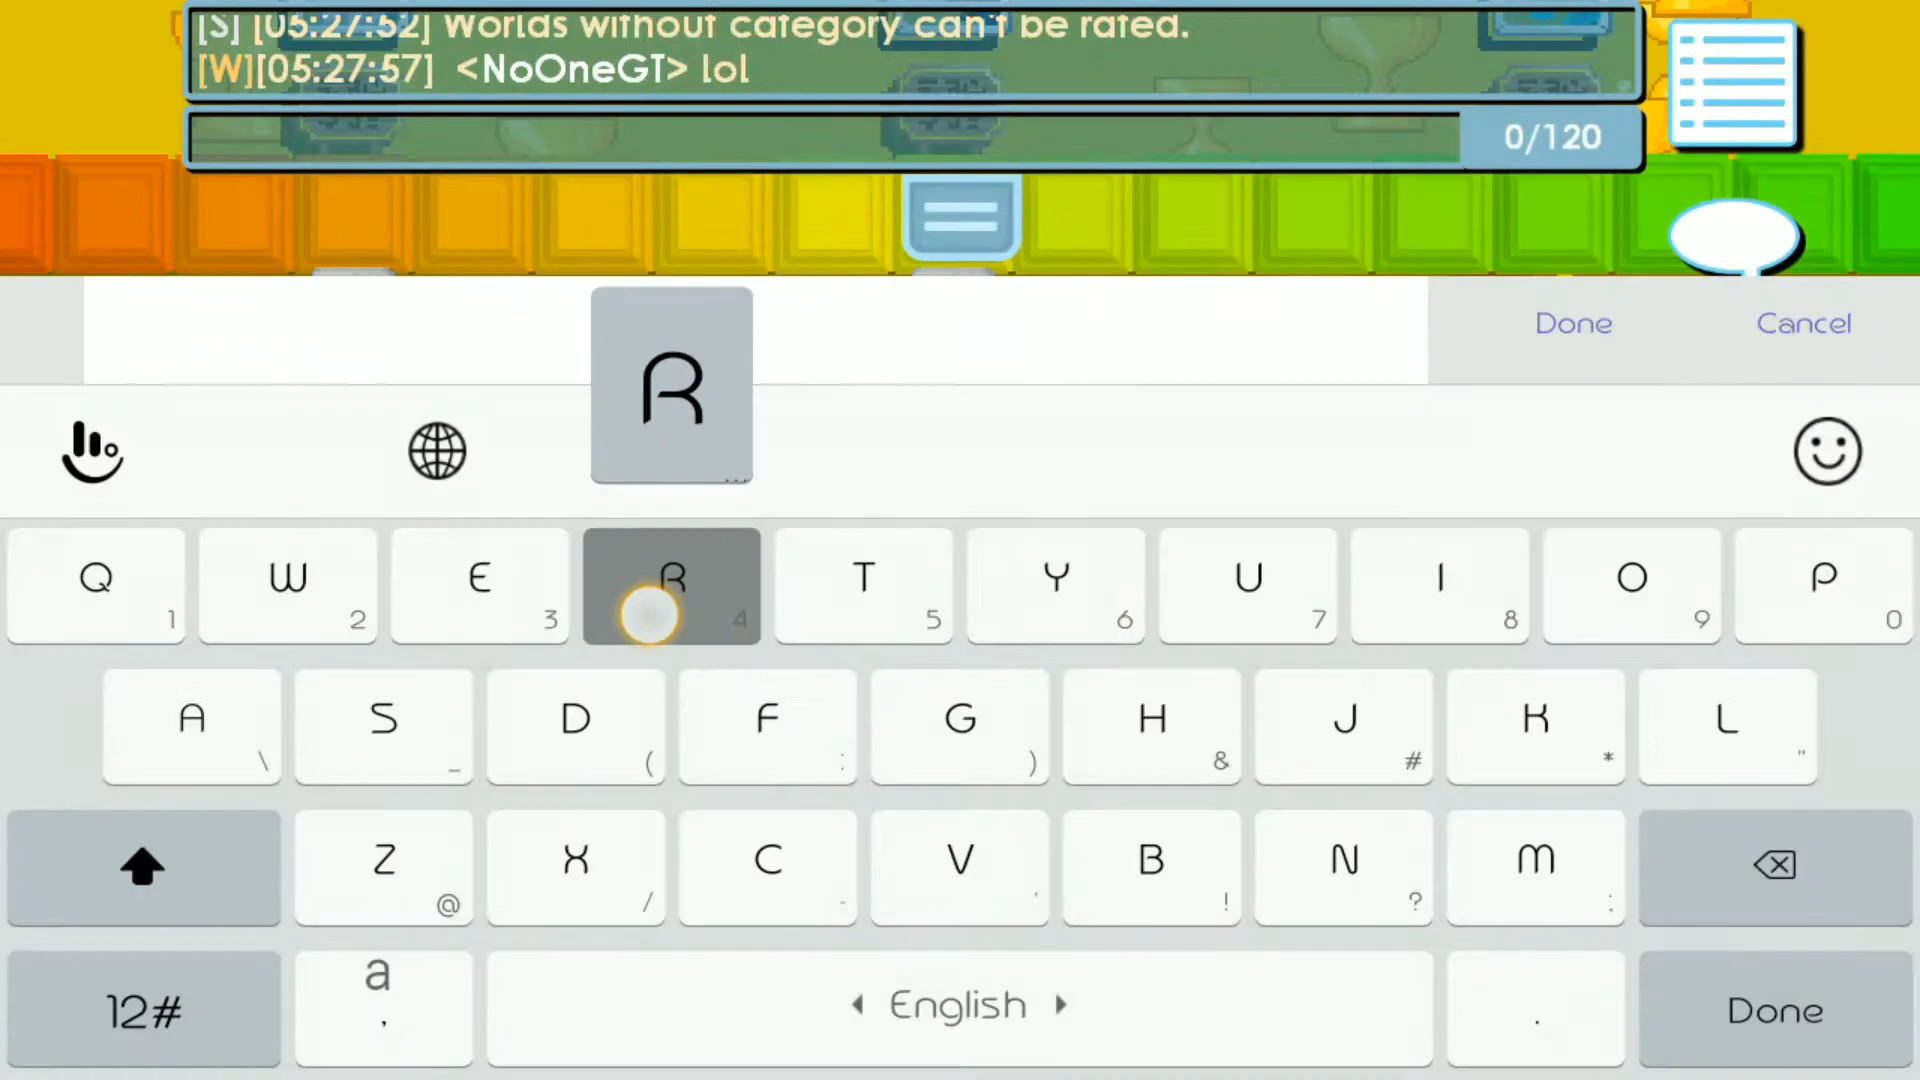 [S] [05:27:52] Worlds without category can't be rated.
[W][05:27:57] <NoOneGT> lol
0/120
Done Cancel
R
Q 1 W 2 E 3 R 4 T 5 Y 6 U 7 I 8 O 9 P 0
A \ S _ D ( F : G ) H & J # K * L "
Z @ X / C - V ' B ! N ? M ;
12# a , English . Done